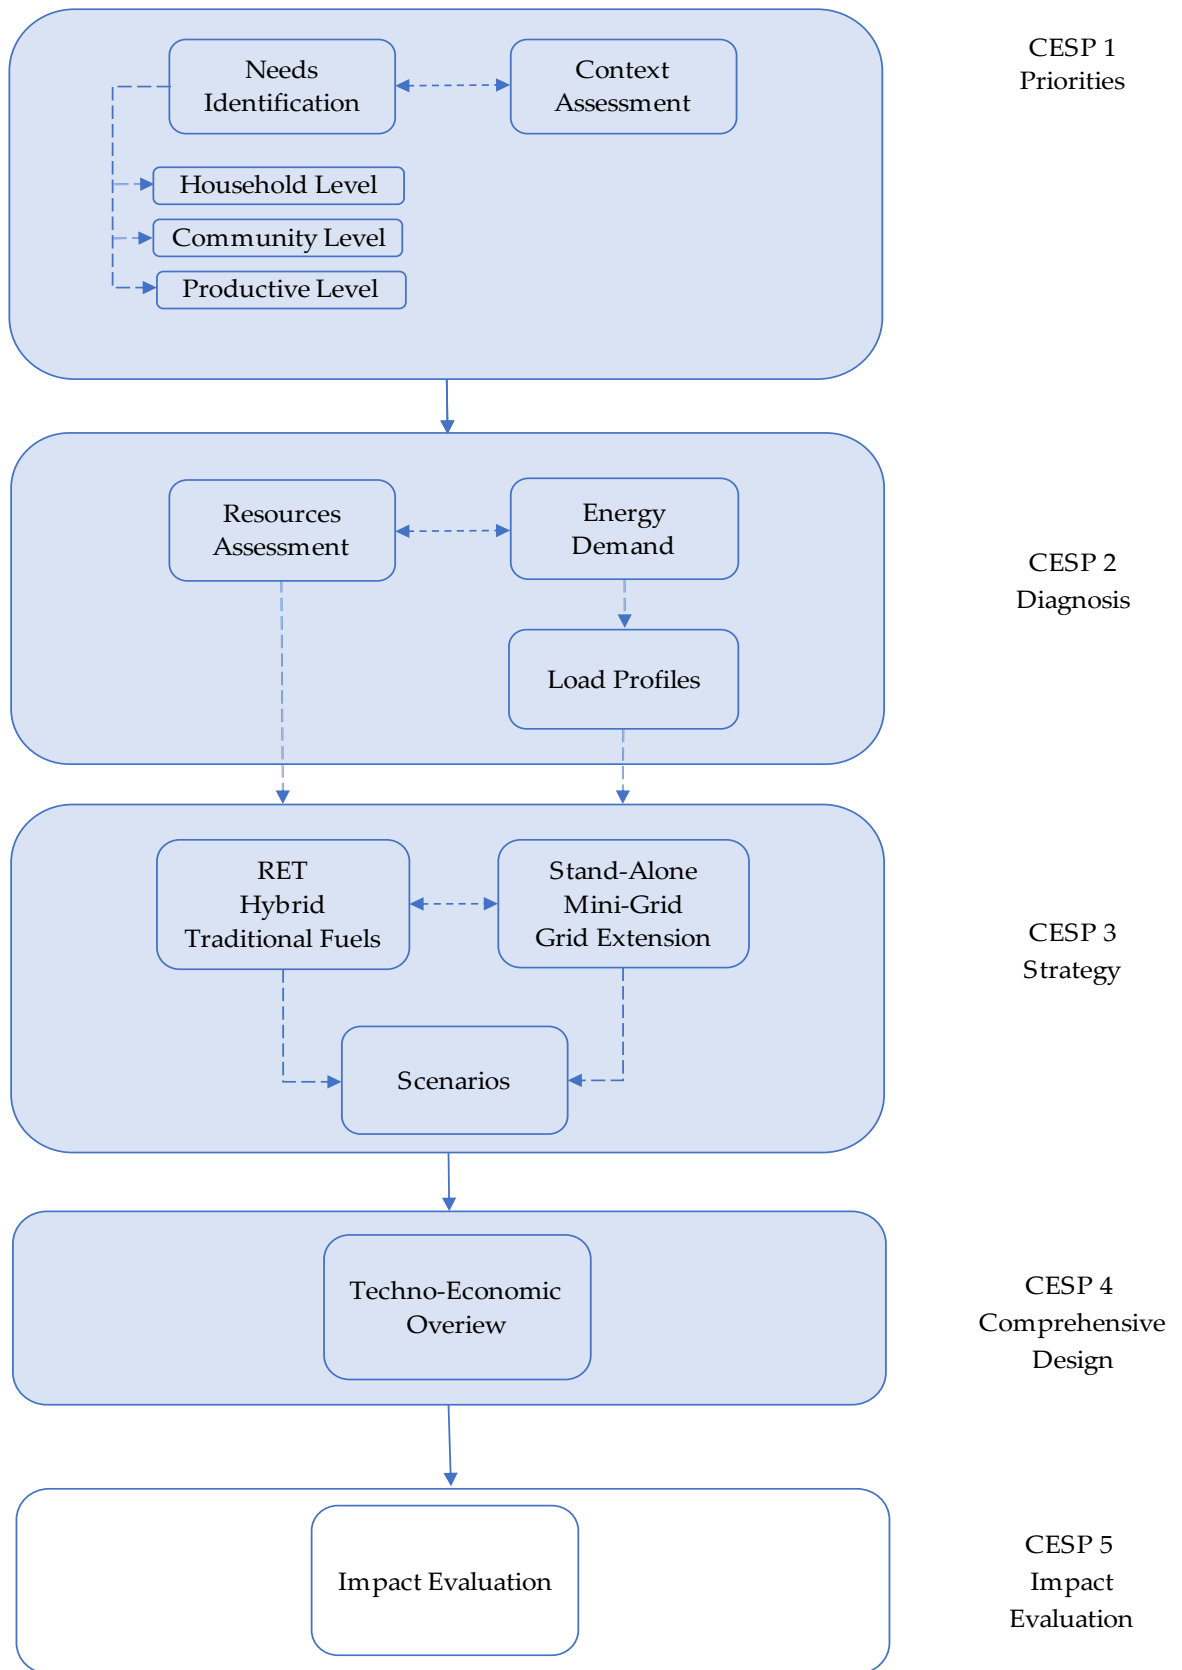 Needs
Identification
Context
Assessment
CESP 1
Priorities
Household Level
Community Level
Productive Level
Resources
Assessment
Energy
Demand
Load Profiles
CESP 2
Diagnosis
RET
Hybrid
Traditional Fuels
Stand-Alone
Mini-Grid
Grid Extension
Scenarios
CESP 3
Strategy
Techno-Economic
Overiew
CESP 4
Comprehensive
Design
Impact Evaluation
CESP 5
Impact
Evaluation